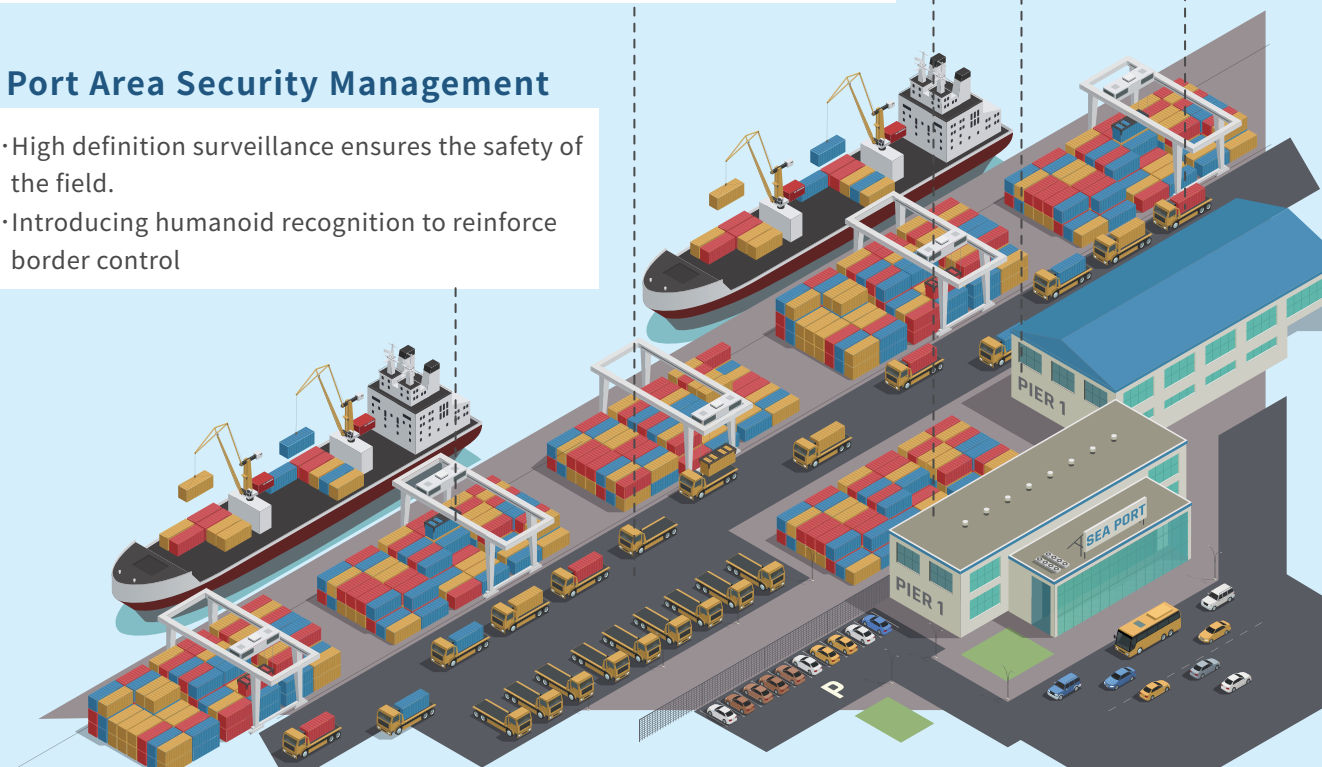 Port Area Security Management
·High definition surveillance ensures the safety of
the field.
·Introducing humanoid recognition to reinforce
border control
PIER 1
SEA PORT
PIER 1
P